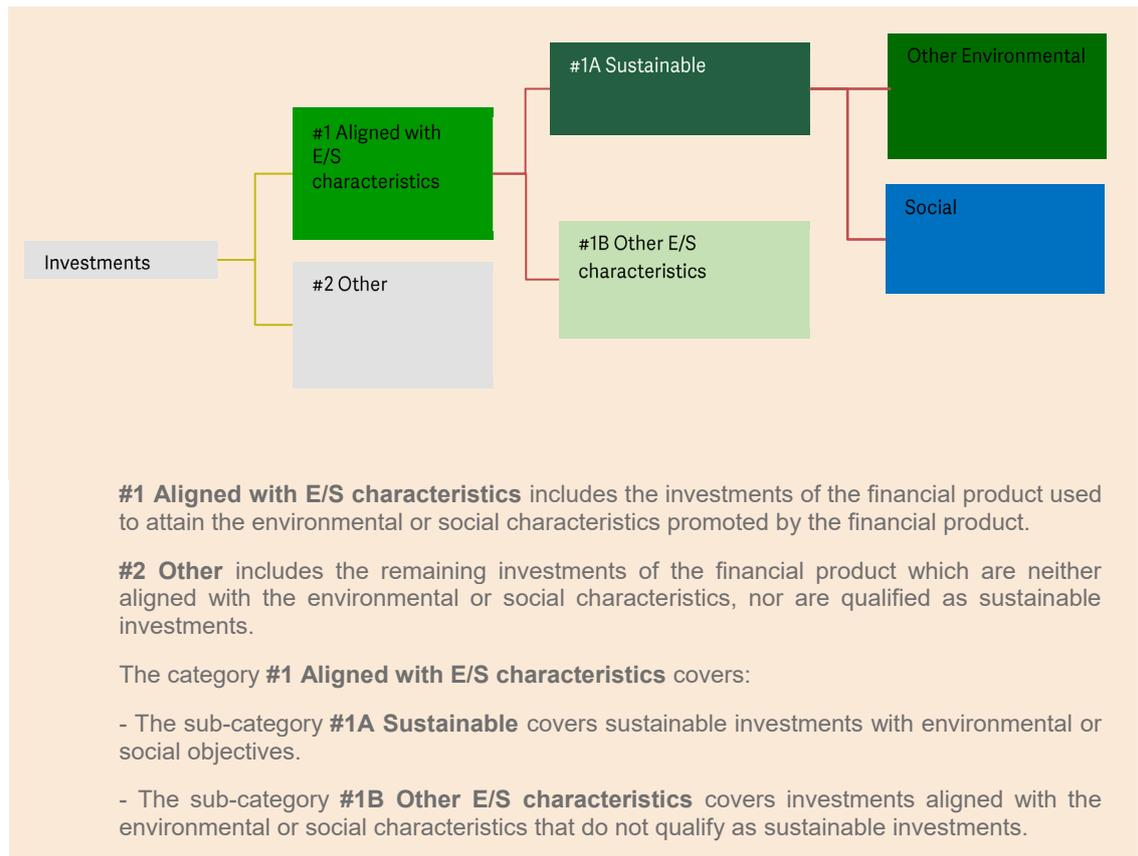 #1A Sustainable
Other Environmental
#1 Aligned with
E/S
characteristics
Social
#1B Other E/S
characteristics
Investments
#2 Other
#1 Aligned with E/S characteristics includes the investments of the financial product used
to attain the environmental or social characteristics promoted by the financial product.
#2 Other includes the remaining investments of the financial product which are neither
aligned with the environmental or social characteristics, nor are qualified as sustainable
investments.
The category #1 Aligned with E/S characteristics covers:
- The sub-category #1A Sustainable covers sustainable investments with environmental or
social objectives.
- The sub-category #1B Other E/S characteristics covers investments aligned with the
environmental or social characteristics that do not qualify as sustainable investments.